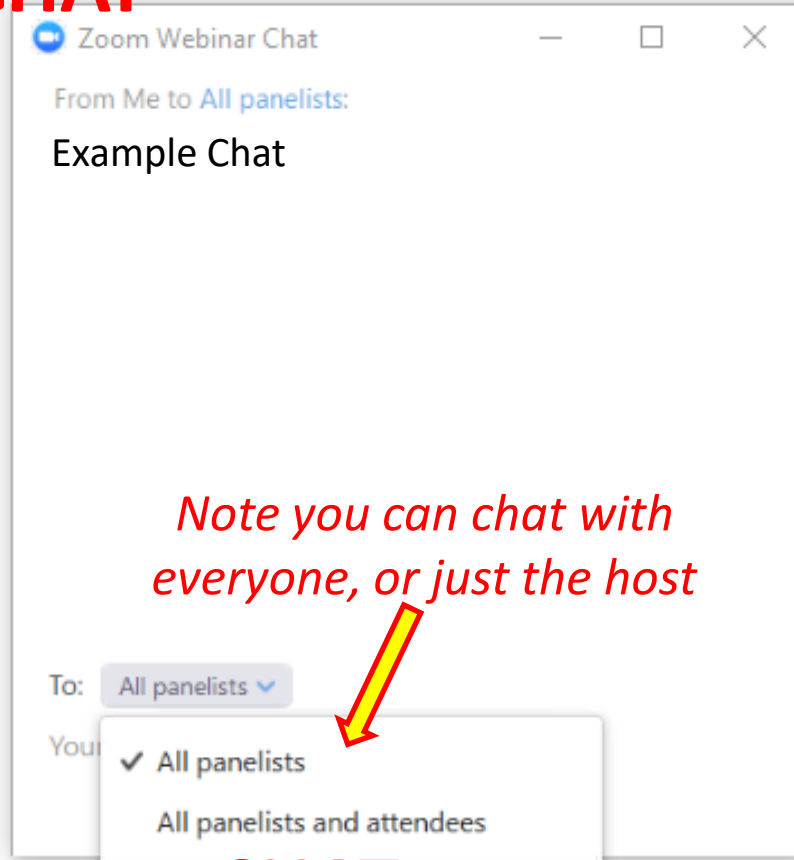 Zoom Webinar Chat
From Me to All panelists:
Example Chat
Note you can chat with
everyone, or just the host
To: All panelists
All panelists
All panelists and attendees